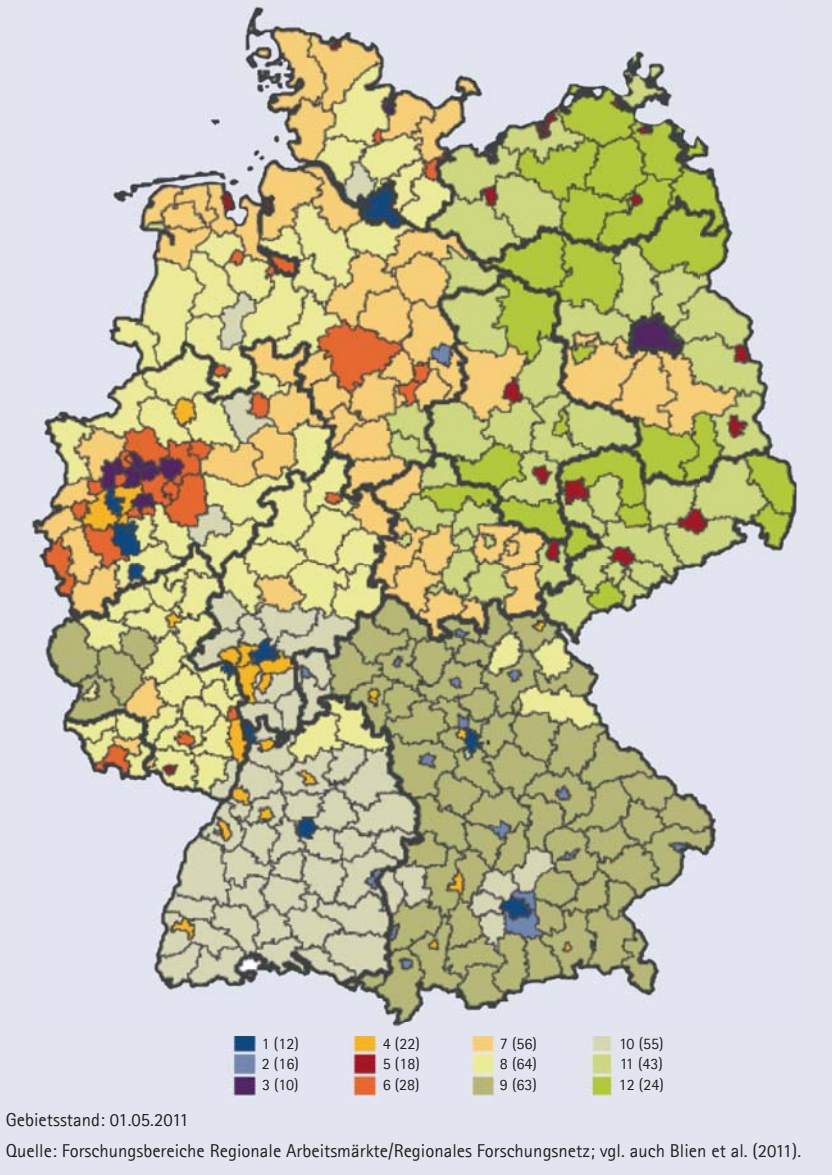 1 (12) 4 (22) 7 (56) 10 (55)
2 (16) 5 (18) 8 (64) 11 (43)
3 (10) 6 (28) 9 (63) 12 (24)
Gebietsstand: 01.05.2011
Quelle: Forschungsbereiche Regionale Arbeitsmärkte/Regionales Forschungsnetz; vgl. auch Blien et al. (2011).